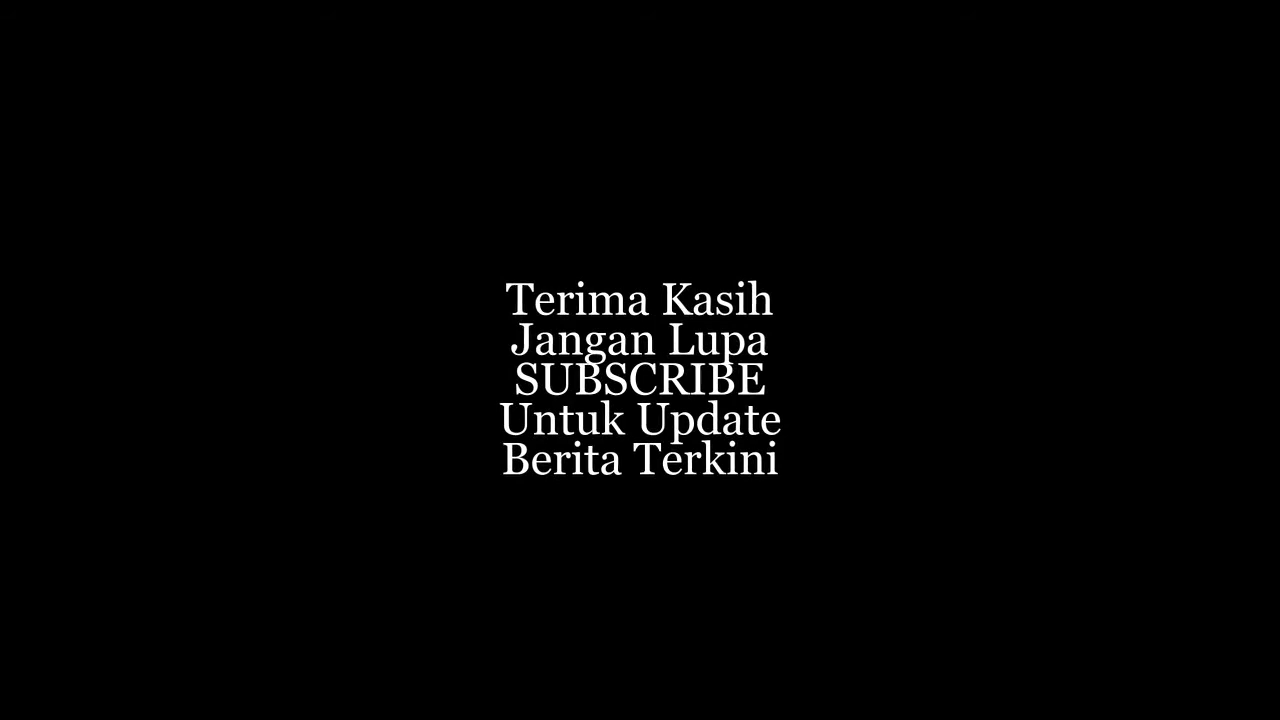 Terima Kasih
Jangan Lupa
SUBSCRIBE
Untuk Update
Berita Terkini